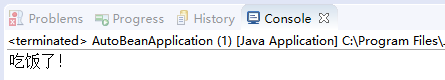 Problems Progress History Console
<terminated> AutoBeanApplication (1) [Java Application] C:\Program Files\.
吃饭了!